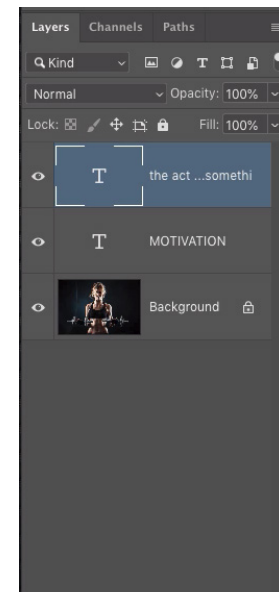 Layers Channels Paths
Kind T
Normal Opacity: 100%
Lock: Fill: 100%
T the act ...somethi
T MOTIVATION
Background